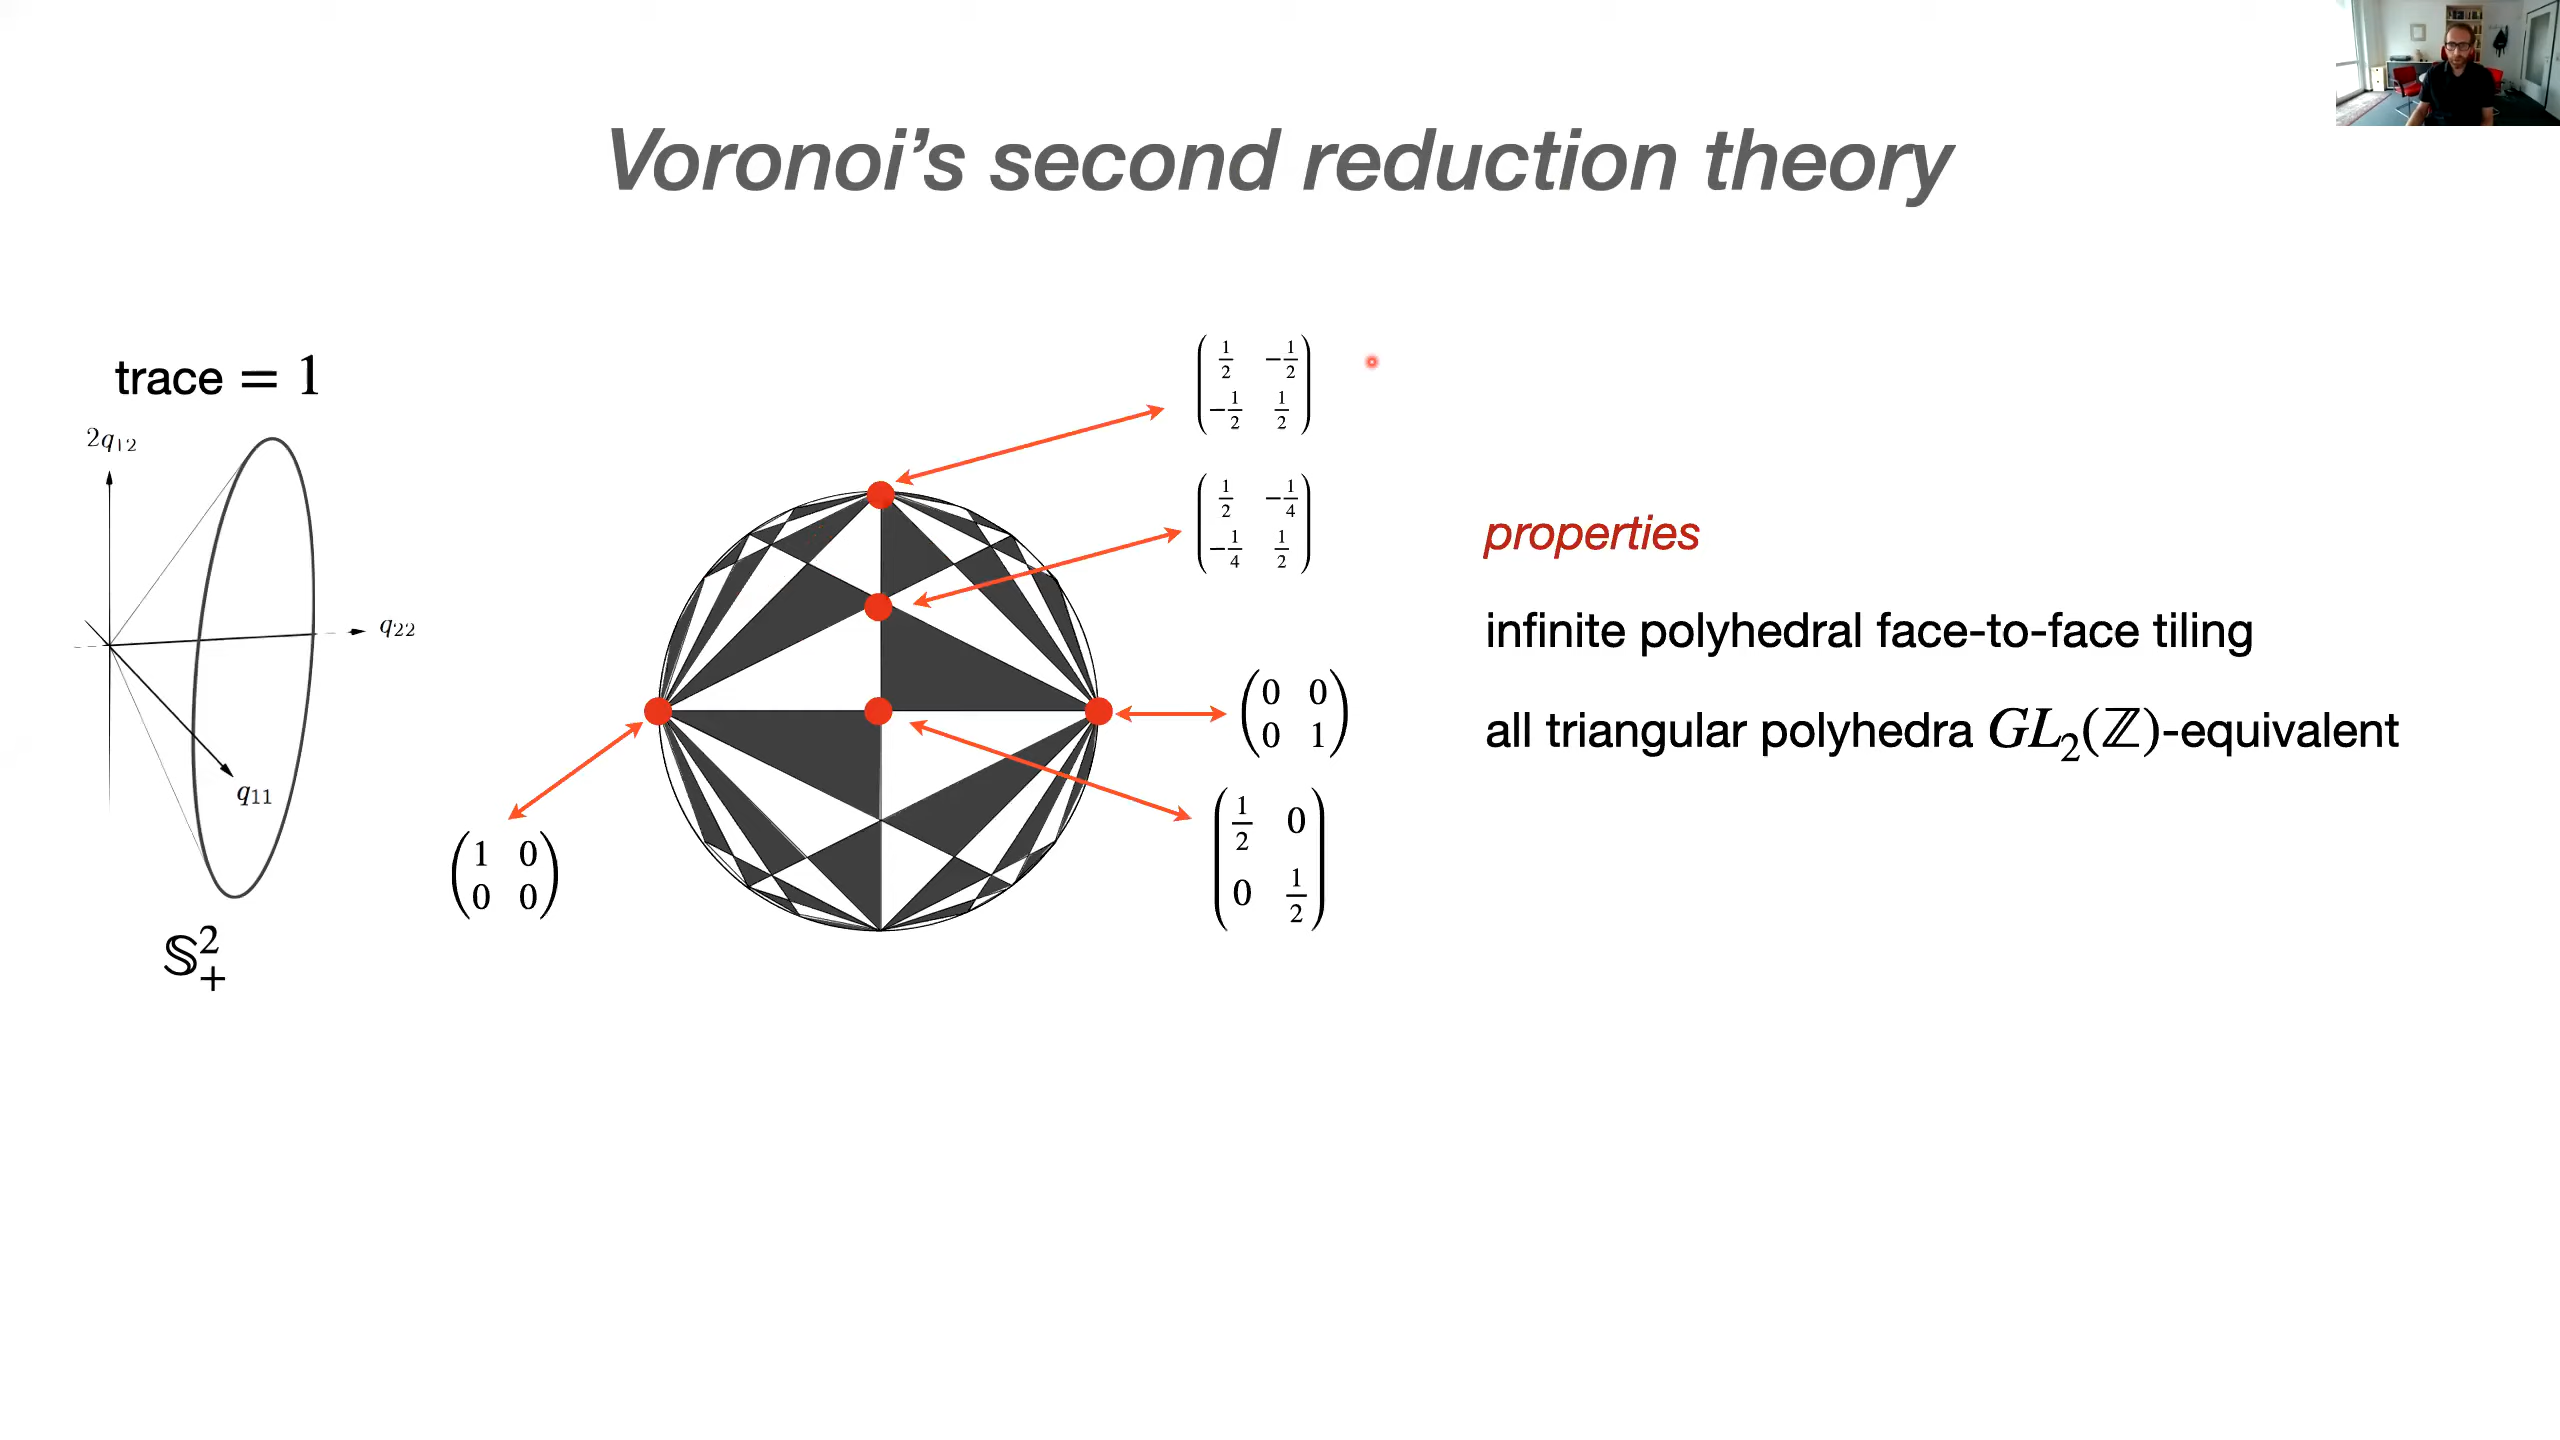 Voronoi’s second reduction theory
trace = 1
2q₁₂
q₂₂
q₁₁
𝕊²₊
(1/2 −1/2
−1/2 1/2)
(1/2 −1/4
−1/4 1/2)
(0 0
0 1)
(1/2 0
0 1/2)
(1 0
0 0)
properties
infinite polyhedral face-to-face tiling
all triangular polyhedra GL₂(ℤ)-equivalent